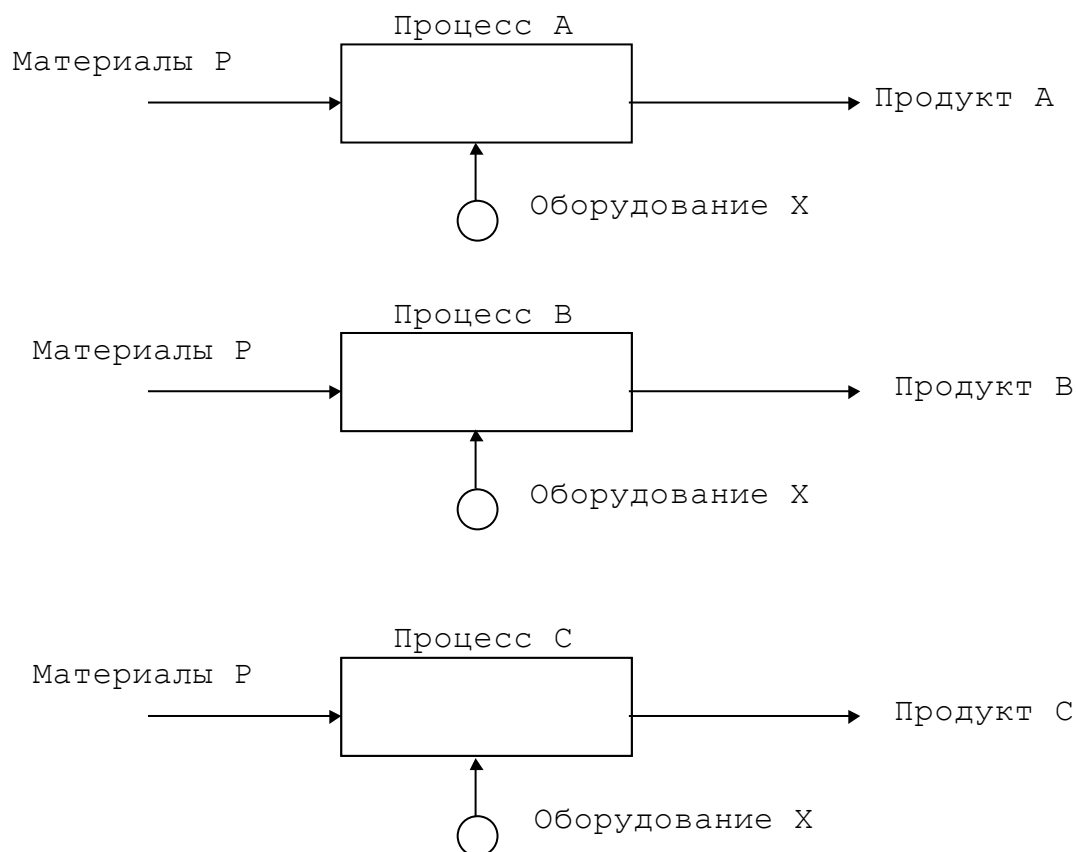 Процесс A
Материалы P
Продукт A
Оборудование X
Процесс B
Материалы P
Продукт B
Оборудование X
Процесс C
Материалы P
Продукт C
Оборудование X